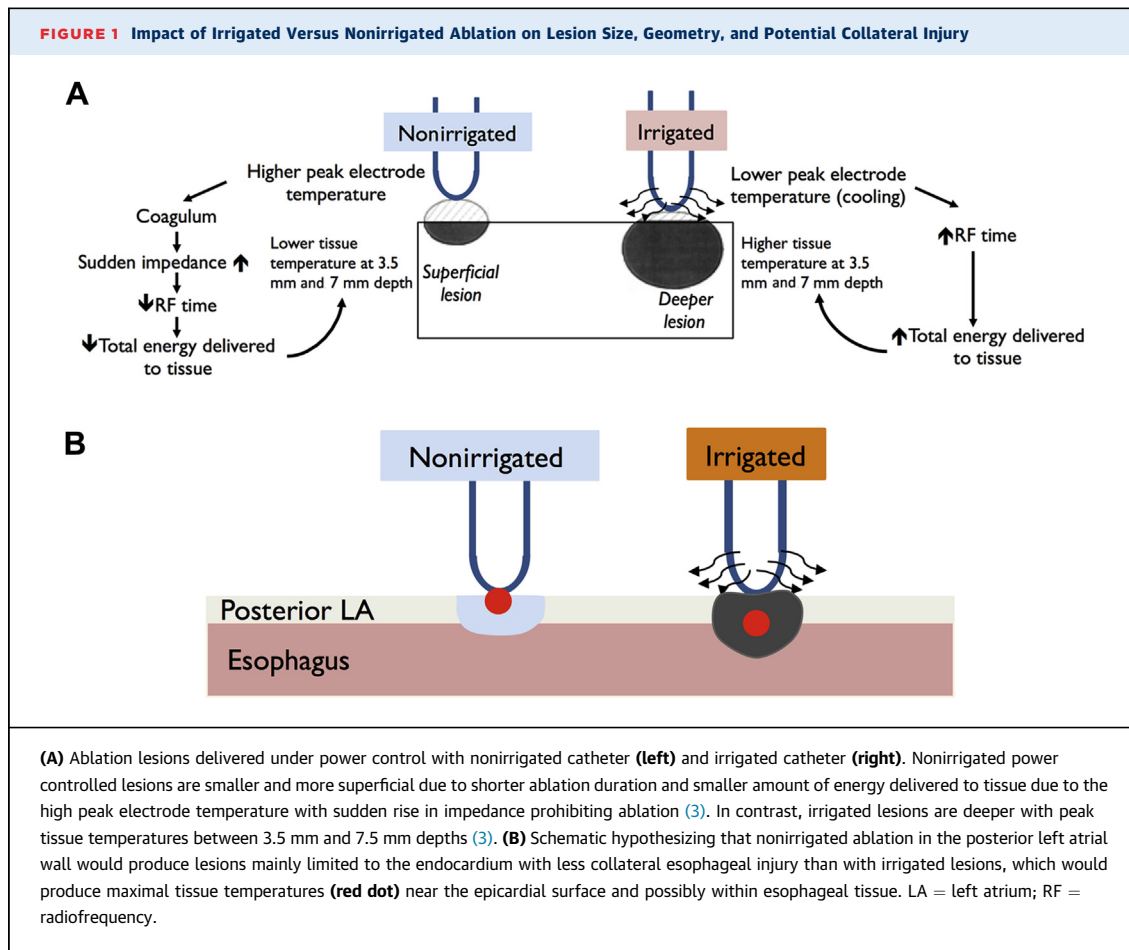 FIGURE 1 Impact of Irrigated Versus Nonirrigated Ablation on Lesion Size, Geometry, and Potential Collateral Injury
A
Nonirrigated
Higher peak electrode
temperature
Coagulum
Sudden impedance ↑
↓RF time
↓Total energy delivered
to tissue
Lower tissue
temperature at 3.5
mm and 7 mm depth
Superficial
lesion
Irrigated
Lower peak electrode
temperature (cooling)
↑RF time
↑Total energy delivered
to tissue
Higher tissue
temperature at 3.5
mm and 7 mm depth
Deeper
lesion
B
Nonirrigated
Irrigated
Posterior LA
Esophagus
(A) Ablation lesions delivered under power control with nonirrigated catheter (left) and irrigated catheter (right). Nonirrigated power
controlled lesions are smaller and more superficial due to shorter ablation duration and smaller amount of energy delivered to tissue due to the
high peak electrode temperature with sudden rise in impedance prohibiting ablation (3). In contrast, irrigated lesions are deeper with peak
tissue temperatures between 3.5 mm and 7.5 mm depths (3). (B) Schematic hypothesizing that nonirrigated ablation in the posterior left atrial
wall would produce lesions mainly limited to the endocardium with less collateral esophageal injury than with irrigated lesions, which would
produce maximal tissue temperatures (red dot) near the epicardial surface and possibly within esophageal tissue. LA = left atrium; RF =
radiofrequency.